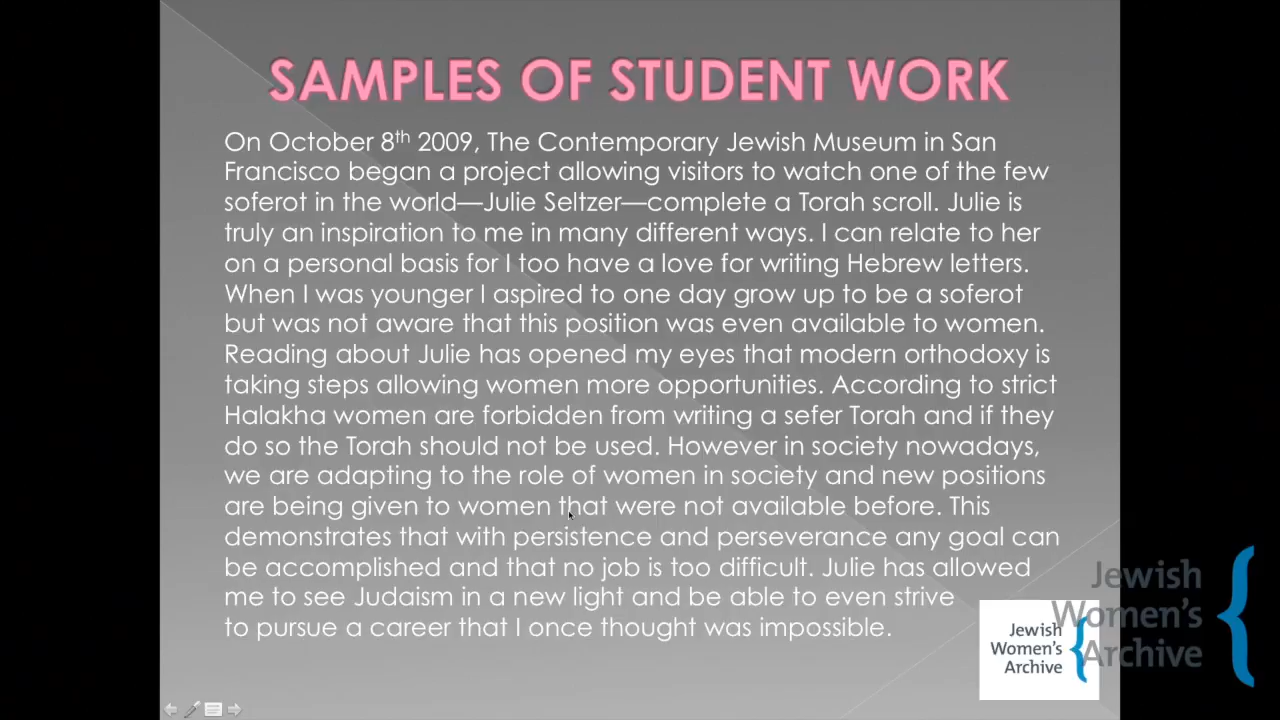 SAMPLES OF STUDENT WORK
On October 8th 2009, The Contemporary Jewish Museum in San
Francisco began a project allowing visitors to watch one of the few
soferot in the world—Julie Seltzer—complete a Torah scroll. Julie is
truly an inspiration to me in many different ways. I can relate to her
on a personal basis for I too have a love for writing Hebrew letters.
When I was younger I aspired to one day grow up to be a soferot
but was not aware that this position was even available to women.
Reading about Julie has opened my eyes that modern orthodoxy is
taking steps allowing women more opportunities. According to strict
Halakha women are forbidden from writing a sefer Torah and if they
do so the Torah should not be used. However in society nowadays,
we are adapting to the role of women in society and new positions
are being given to women that were not available before. This
demonstrates that with persistence and perseverance any goal can
be accomplished and that no job is too difficult. Julie has allowed
me to see Judaism in a new light and be able to even strive
to pursue a career that I once thought was impossible.
Jewish
Women's
Archive
Jewish
Women's
Archive